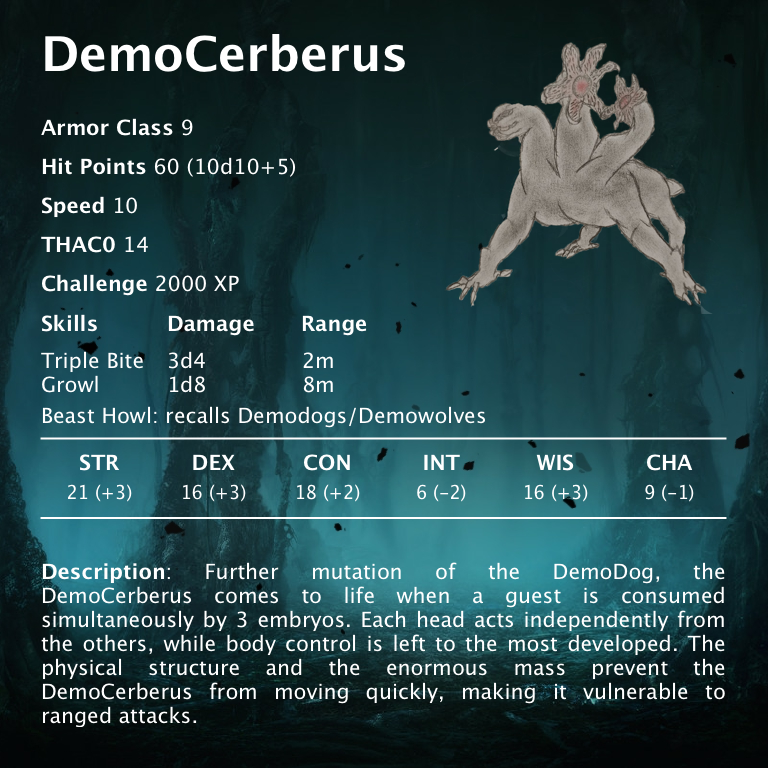 DemoCerberus
Armor Class 9
Hit Points 60 (10d10+5)
Speed 10
THAC0 14
Challenge 2000 XP
Skills Damage Range
Triple Bite 3d4 2m
Growl 1d8 8m
Beast Howl: recalls Demodogs/Demowolves
STR DEX CON INT WIS CHA
21 (+3) 16 (+3) 18 (+2) 6 (–2) 16 (+3) 9 (–1)
Description: Further mutation of the DemoDog, the
DemoCerberus comes to life when a guest is consumed
simultaneously by 3 embryos. Each head acts independently from
the others, while body control is left to the most developed. The
physical structure and the enormous mass prevent the
DemoCerberus from moving quickly, making it vulnerable to
ranged attacks.